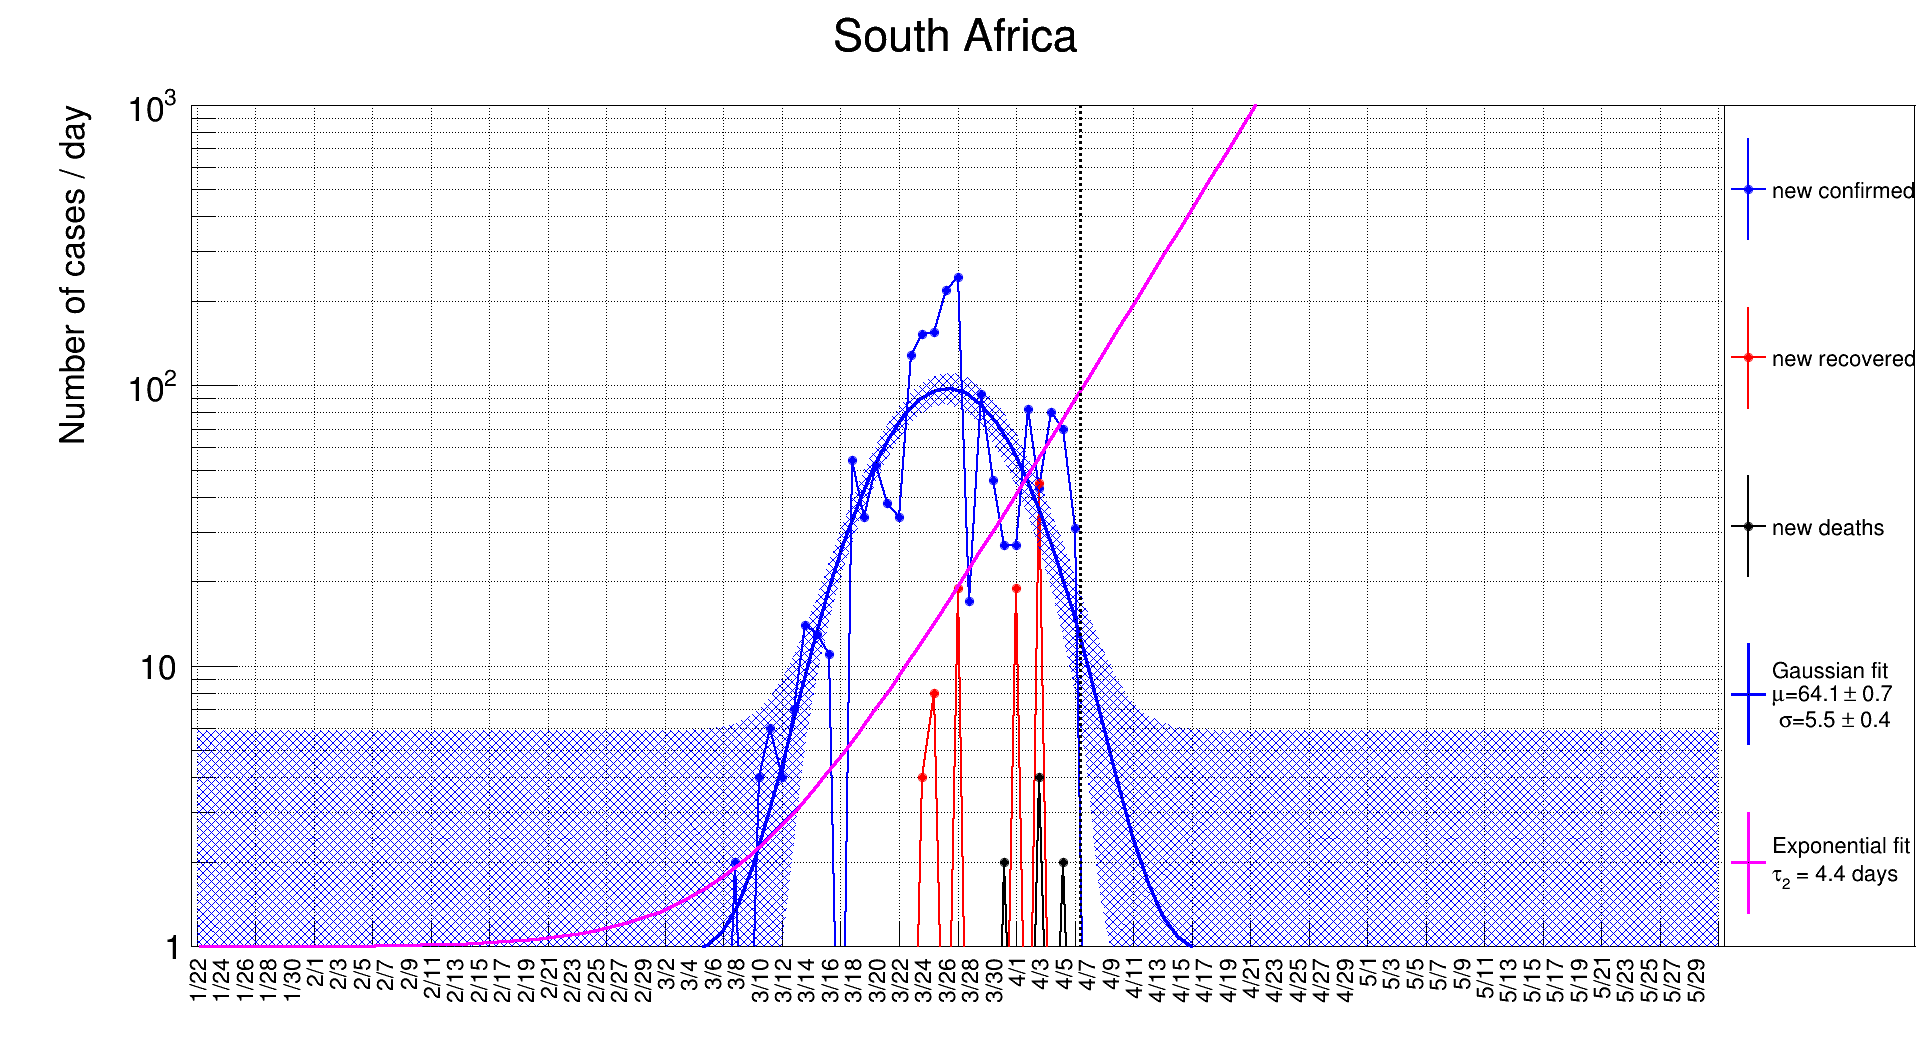 South Africa
Number of cases / day
10³
10²
10
1
1/22 1/24 1/26 1/28 1/30 2/1 2/3 2/5 2/7 2/9 2/11 2/13 2/15 2/17 2/19 2/21 2/23 2/25 2/27 2/29 3/2 3/4 3/6 3/8 3/10 3/12 3/14 3/16 3/18 3/20 3/22 3/24 3/26 3/28 3/30 4/1 4/3 4/5 4/7 4/9 4/11 4/13 4/15 4/17 4/19 4/21 4/23 4/25 4/27 4/29 5/1 5/3 5/5 5/7 5/9 5/11 5/13 5/15 5/17 5/19 5/21 5/23 5/25 5/27 5/29
new confirmed
new recovered
new deaths
Gaussian fit
μ=64.1 ± 0.7
σ=5.5 ± 0.4
Exponential fit
τ₂ = 4.4 days